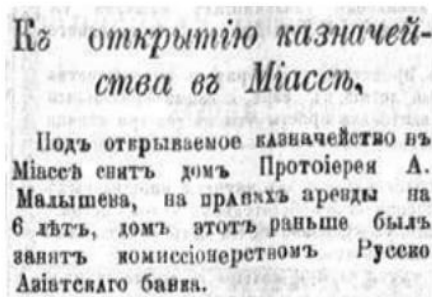 Къ открытію казначей-
ства въ Міассѣ,
Подъ открываемое казначейство въ
Міассѣ снятъ домъ Протоіерея А.
Малышева, на правахъ аренды на
6 лѣтъ, домъ этотъ раньше былъ
занятъ комиссіонерствомъ Русско
Азіатскаго банка.